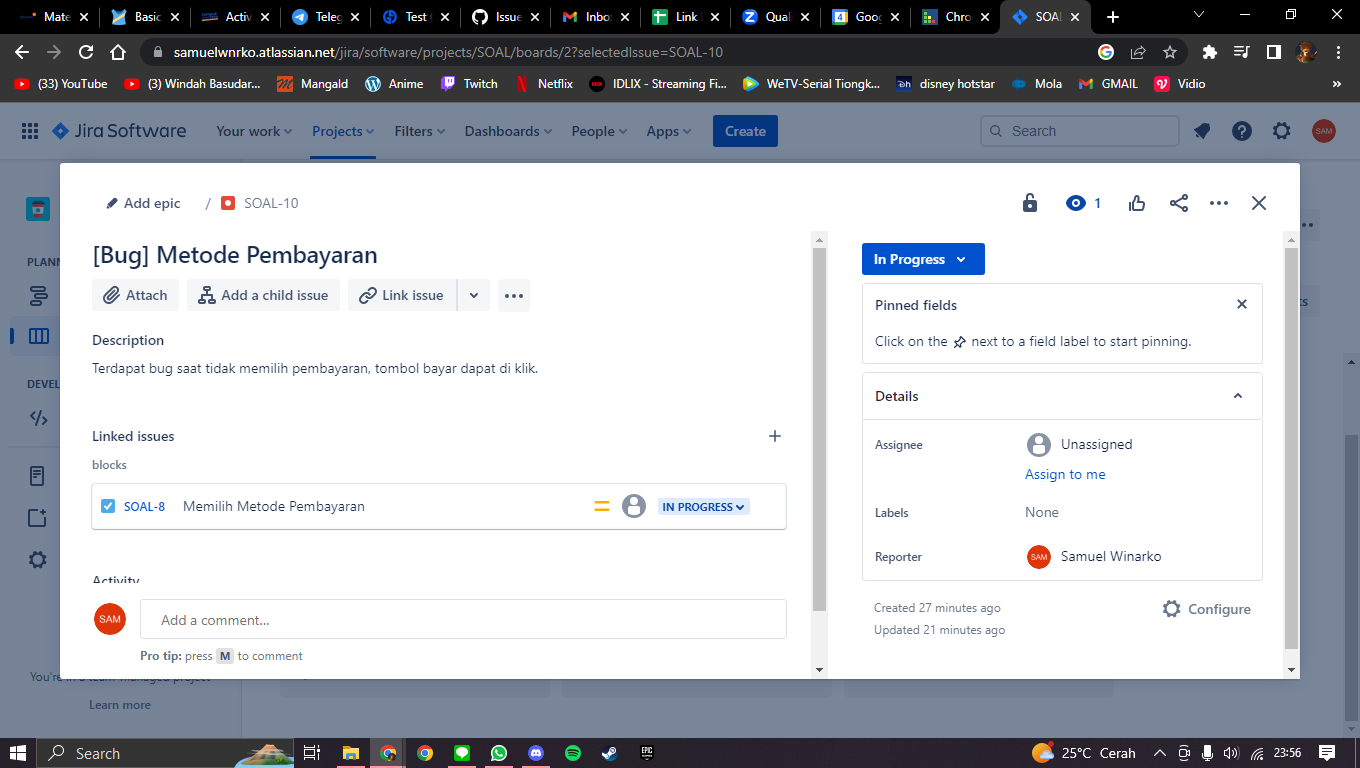 Mate
Basic
Activ
Teleg
Test
Issue
Inbo
Link
Quali
Goog
Chro
SOAL
samuelwnrko.atlassian.net/jira/software/projects/SOAL/boards/2?selectedIssue=SOAL-10
(33) YouTube
(3) Windah Basudar...
Mangald
Anime
Twitch
Netflix
IDLIX - Streaming Fi...
WeTV-Serial Tiongk...
disney hotstar
Mola
GMAIL
Vidio
»
Jira Software
Your work
Projects
Filters
Dashboards
People
Apps
Create
Search
SAM
Add epic / SOAL-10
1
[Bug] Metode Pembayaran
Attach
Add a child issue
Link issue
Description
Terdapat bug saat tidak memilih pembayaran, tombol bayar dapat di klik.
Linked issues
blocks
SOAL-8 Memilih Metode Pembayaran IN PROGRESS
Activity
SAM
Add a comment...
Pro tip: press M to comment
In Progress
Pinned fields
Click on the next to a field label to start pinning.
Details
Assignee Unassigned
Assign to me
Labels None
Reporter SAM Samuel Winarko
Created 27 minutes ago
Updated 21 minutes ago
Configure
PLANN
DEVEL
You're in a team-managed project
Learn more
Search
EPIC
25°C Cerah
23:56